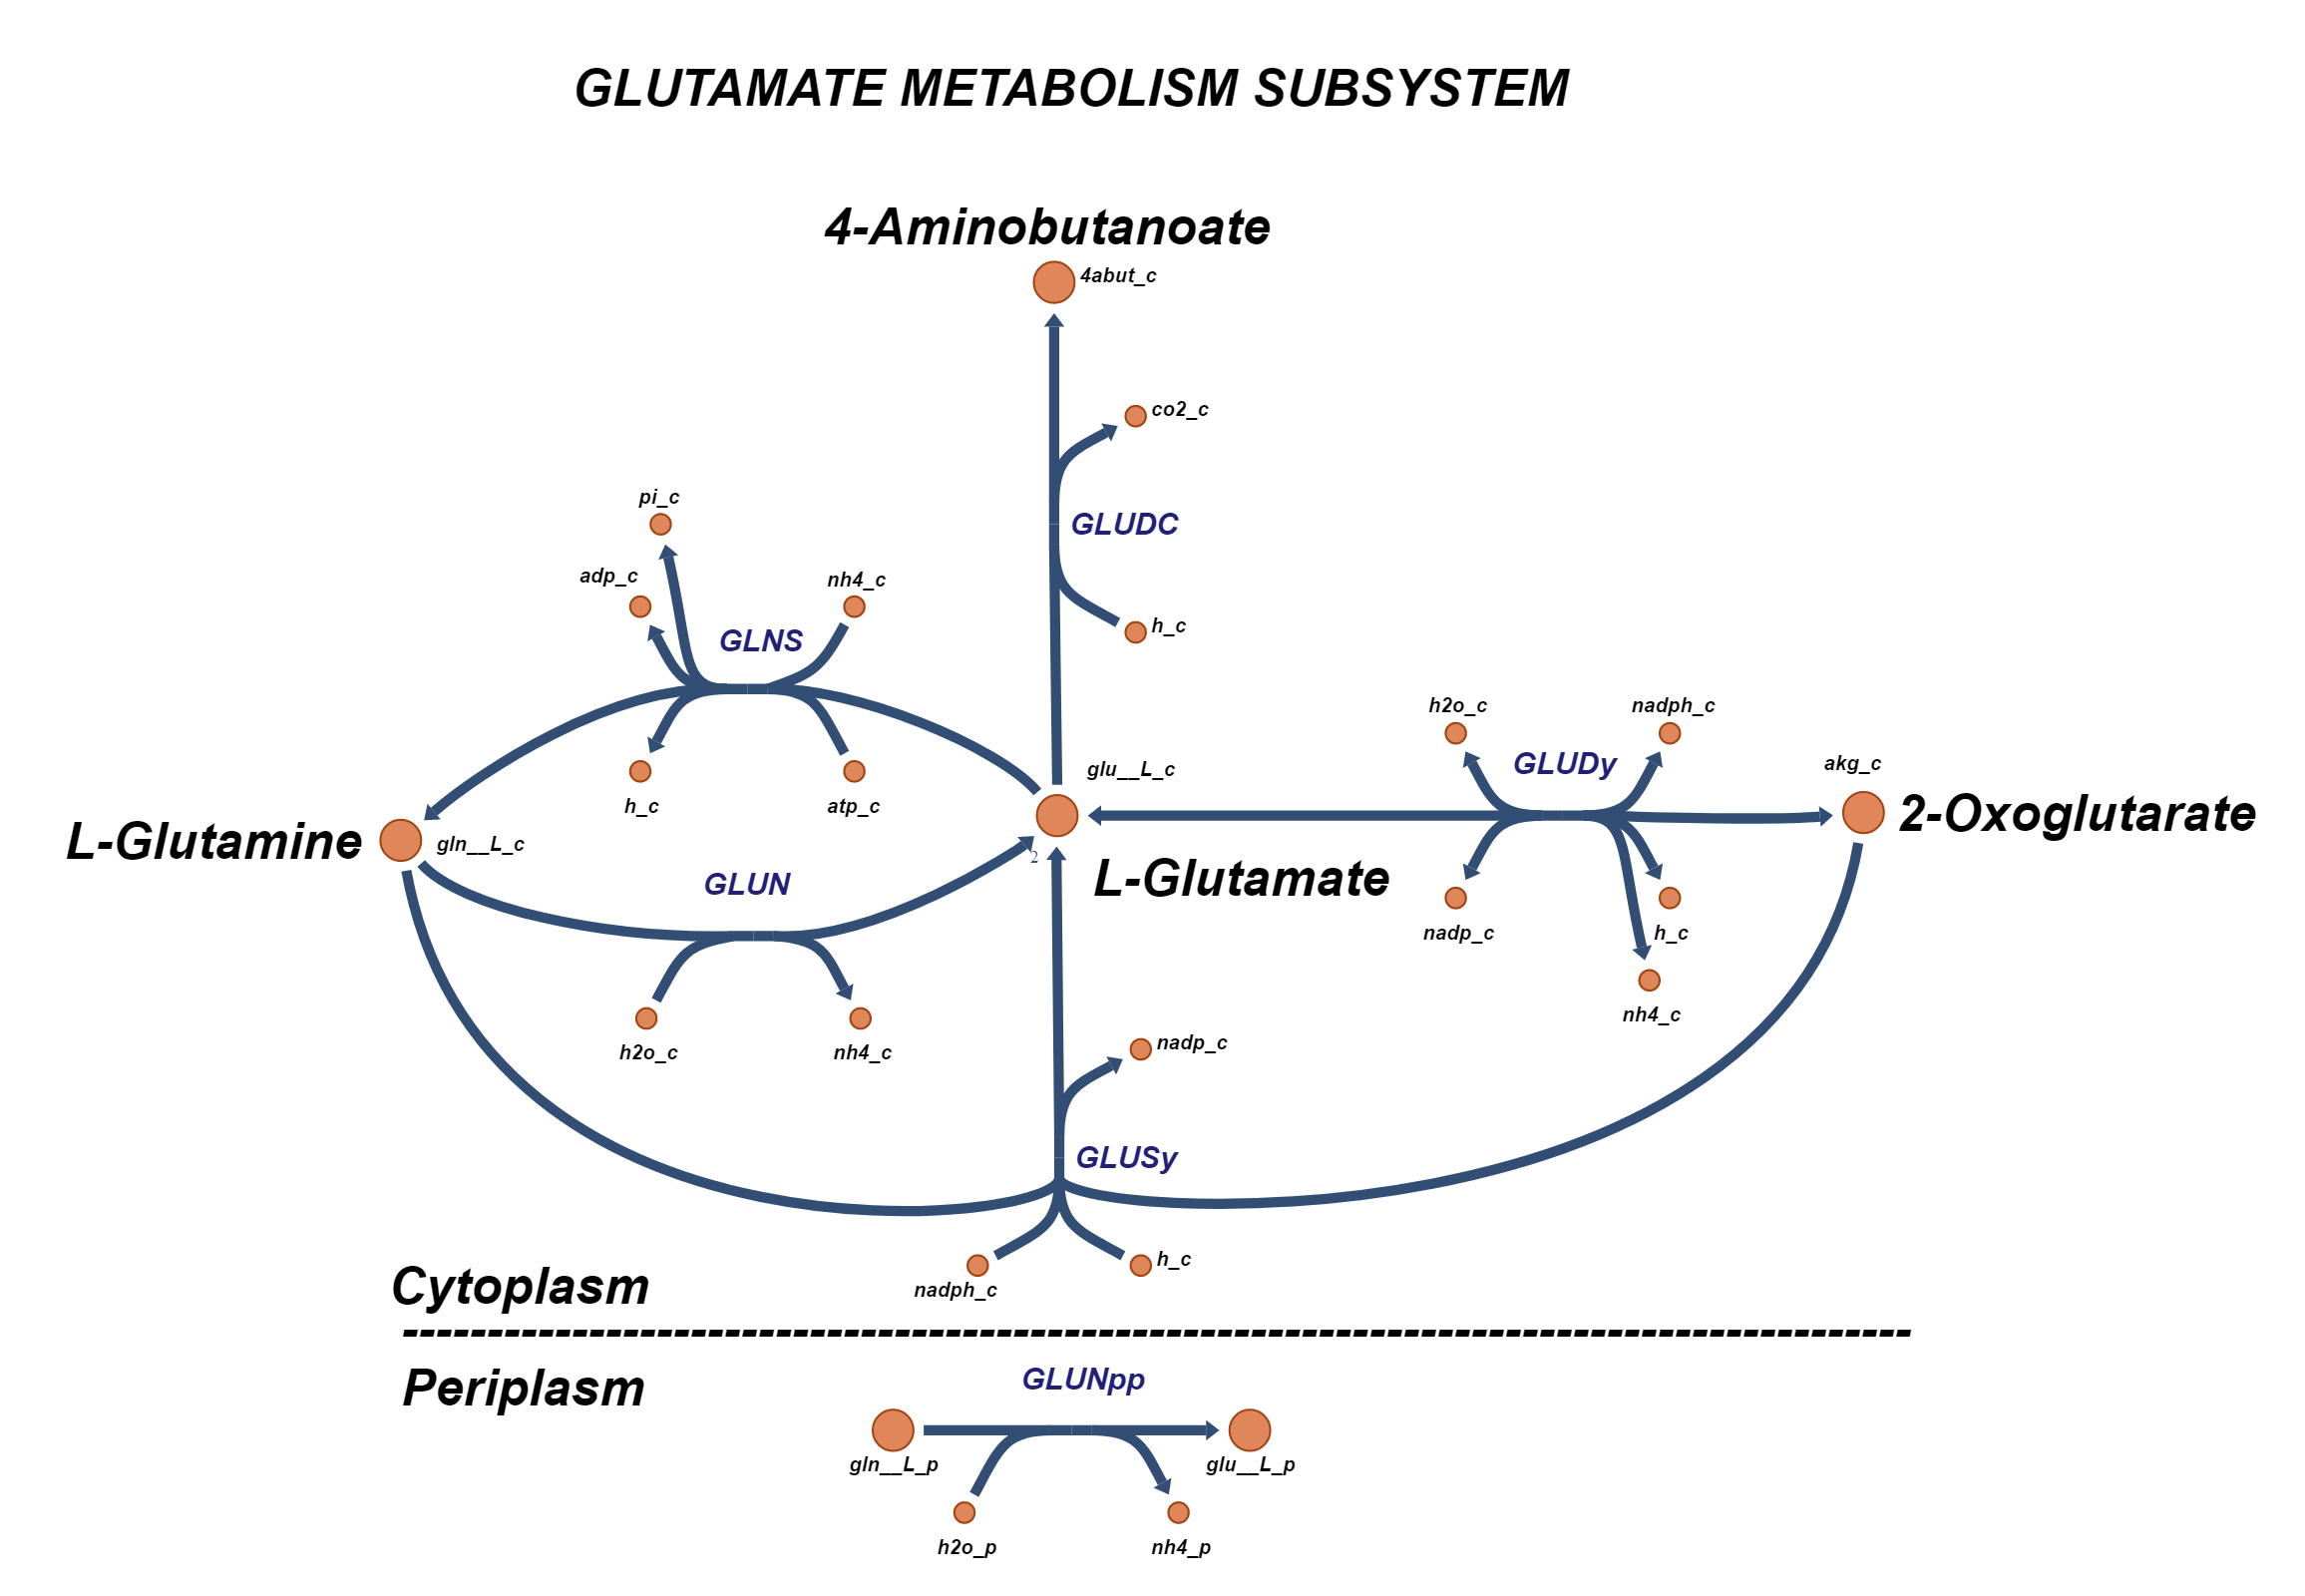 GLUTAMATE METABOLISM SUBSYSTEM
4-Aminobutanoate
4abut_c
co2_c
pi_c
GLUDC
adp_c
nh4_c
h_c
GLNS
h2o_c
nadph_c
GLUDy
akg_c
glu__L_c
h_c
atp_c
2-Oxoglutarate
L-Glutamine
gln__L_c
2
L-Glutamate
GLUN
nadp_c
h_c
nh4_c
h2o_c
nh4_c
nadp_c
GLUSy
h_c
nadph_c
Cytoplasm
Periplasm
GLUNpp
gln__L_p
glu__L_p
h2o_p
nh4_p